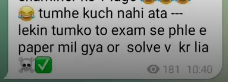 😂 tumhe kuch nahi ata ---
lekin tumko to exam se phle e
paper mil gya or solve v kr lia
☠️✅
181 10:40